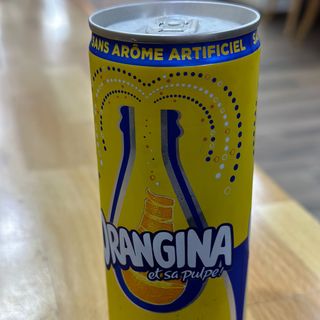 SANS ARÔME ARTIFICIEL
ORANGINA
et sa pulpe!